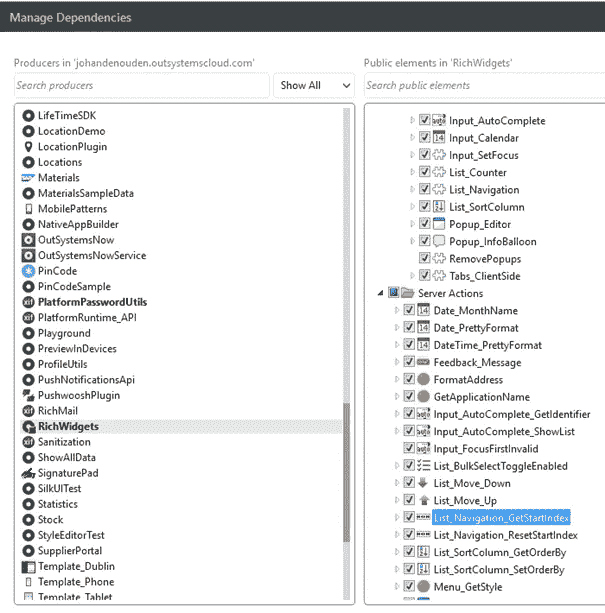 Manage Dependencies
Producers in 'johandenouden.outsystemscloud.com'
Search producers
Show All
LifeTimeSDK
LocationDemo
LocationPlugin
Locations
Materials
MaterialsSampleData
MobilePatterns
NativeAppBuilder
OutSystemsNow
OutSystemsNowService
PinCode
PinCodeSample
PlatformPasswordUtils
PlatformRuntime_API
Playground
PreviewInDevices
ProfileUtils
PushNotificationsApi
PushwooshPlugin
RichMail
RichWidgets
Sanitization
ShowAllData
SignaturePad
SilkUITest
Statistics
Stock
StyleEditorTest
SupplierPortal
Template_Dublin
Template_Phone
Template_Tablet
Public elements in 'RichWidgets'
Search public elements
Input_AutoComplete
Input_Calendar
Input_SetFocus
List_Counter
List_Navigation
List_SortColumn
Popup_Editor
Popup_InfoBalloon
RemovePopups
Tabs_ClientSide
Server Actions
Date_MonthName
Date_PrettyFormat
DateTime_PrettyFormat
Feedback_Message
FormatAddress
GetApplicationName
Input_AutoComplete_GetIdentifier
Input_AutoComplete_ShowList
Input_FocusFirstInvalid
List_BulkSelectToggleEnabled
List_Move_Down
List_Move_Up
List_Navigation_GetStartIndex
List_Navigation_ResetStartIndex
List_SortColumn_GetOrderBy
List_SortColumn_SetOrderBy
Menu_GetStyle